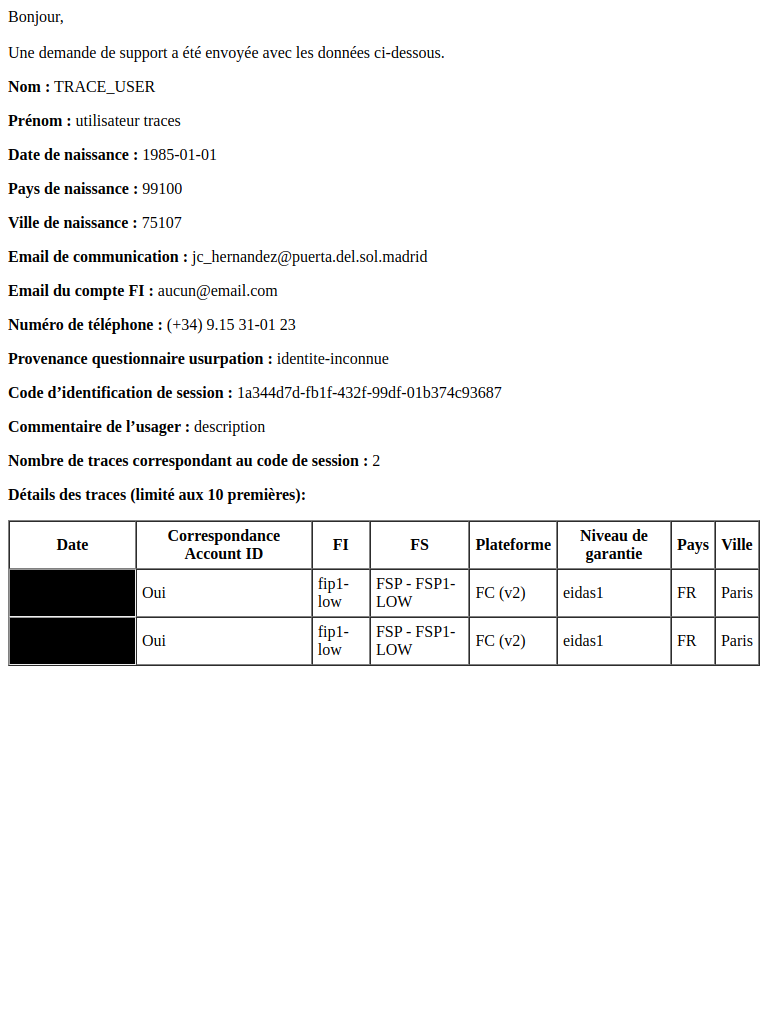 Bonjour,
Une demande de support a été envoyée avec les données ci-dessous.
Nom : TRACE_USER
Prénom : utilisateur traces
Date de naissance : 1985-01-01
Pays de naissance : 99100
Ville de naissance : 75107
Email de communication : jc_hernandez@puerta.del.sol.madrid
Email du compte FI : aucun@email.com
Numéro de téléphone : (+34) 9.15 31-01 23
Provenance questionnaire usurpation : identite-inconnue
Code d’identification de session : 1a344d7d-fb1f-432f-99df-01b374c93687
Commentaire de l’usager : description
Nombre de traces correspondant au code de session : 2
Détails des traces (limité aux 10 premières):
Date Correspondance Account ID FI FS Plateforme Niveau de garantie Pays Ville
Oui fip1-low FSP - FSP1-LOW FC (v2) eidas1 FR Paris
Oui fip1-low FSP - FSP1-LOW FC (v2) eidas1 FR Paris